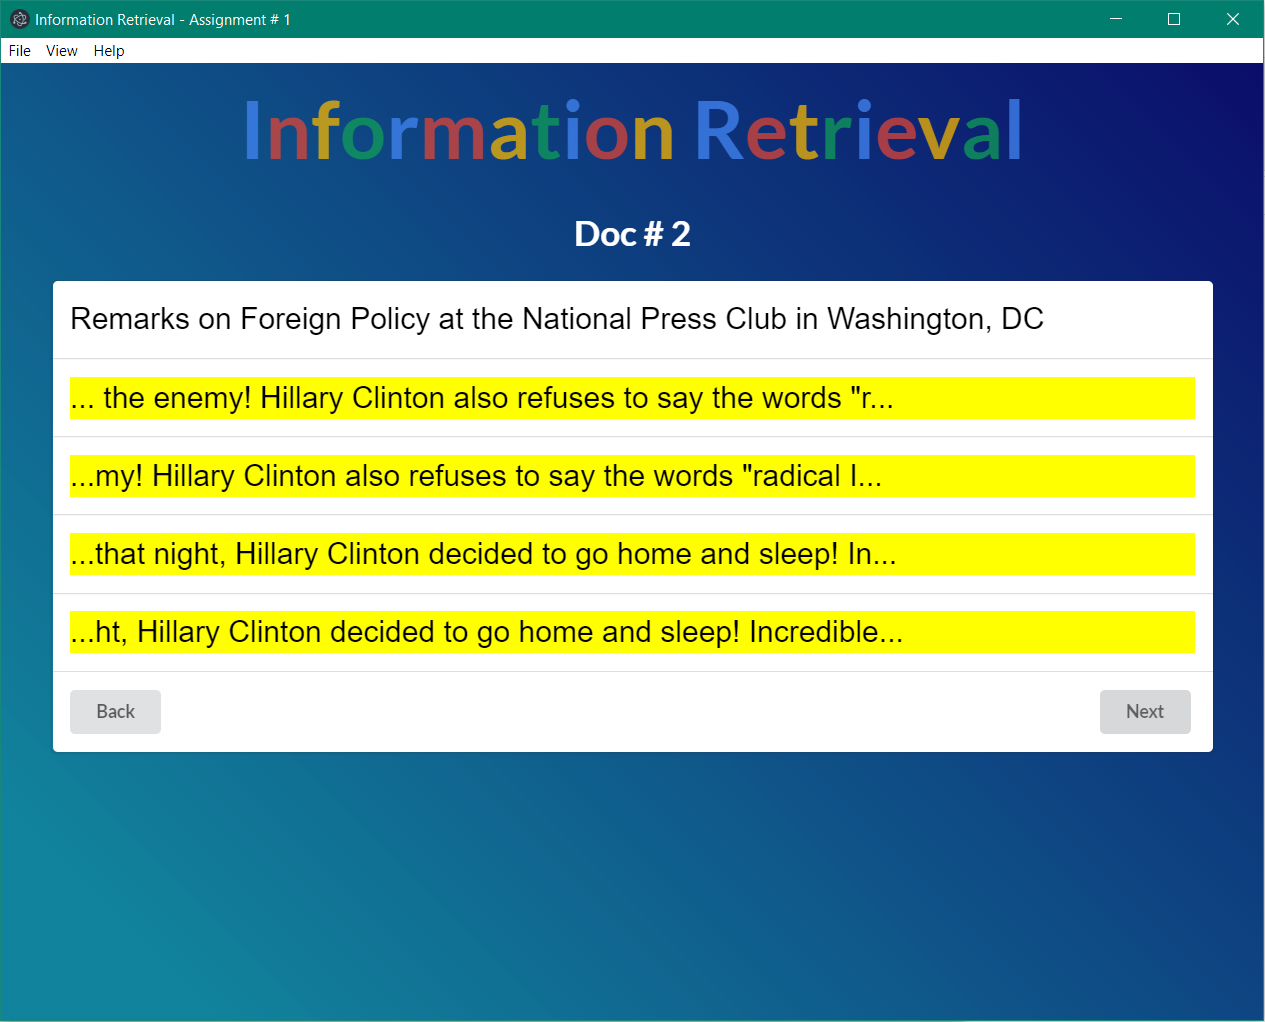 Information Retrieval - Assignment # 1
File View Help
Information Retrieval
Doc # 2
Remarks on Foreign Policy at the National Press Club in Washington, DC
... the enemy! Hillary Clinton also refuses to say the words "r...
...my! Hillary Clinton also refuses to say the words "radical I...
...that night, Hillary Clinton decided to go home and sleep! In...
...ht, Hillary Clinton decided to go home and sleep! Incredible...
Back Next